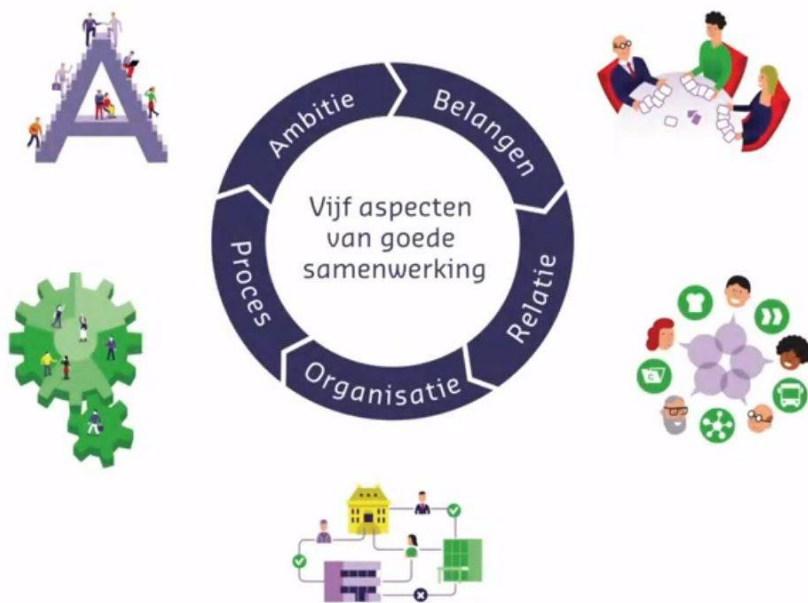 Ambitie
Belangen
Vijf aspecten
van goede
samenwerking
Proces
Relatie
Organisatie